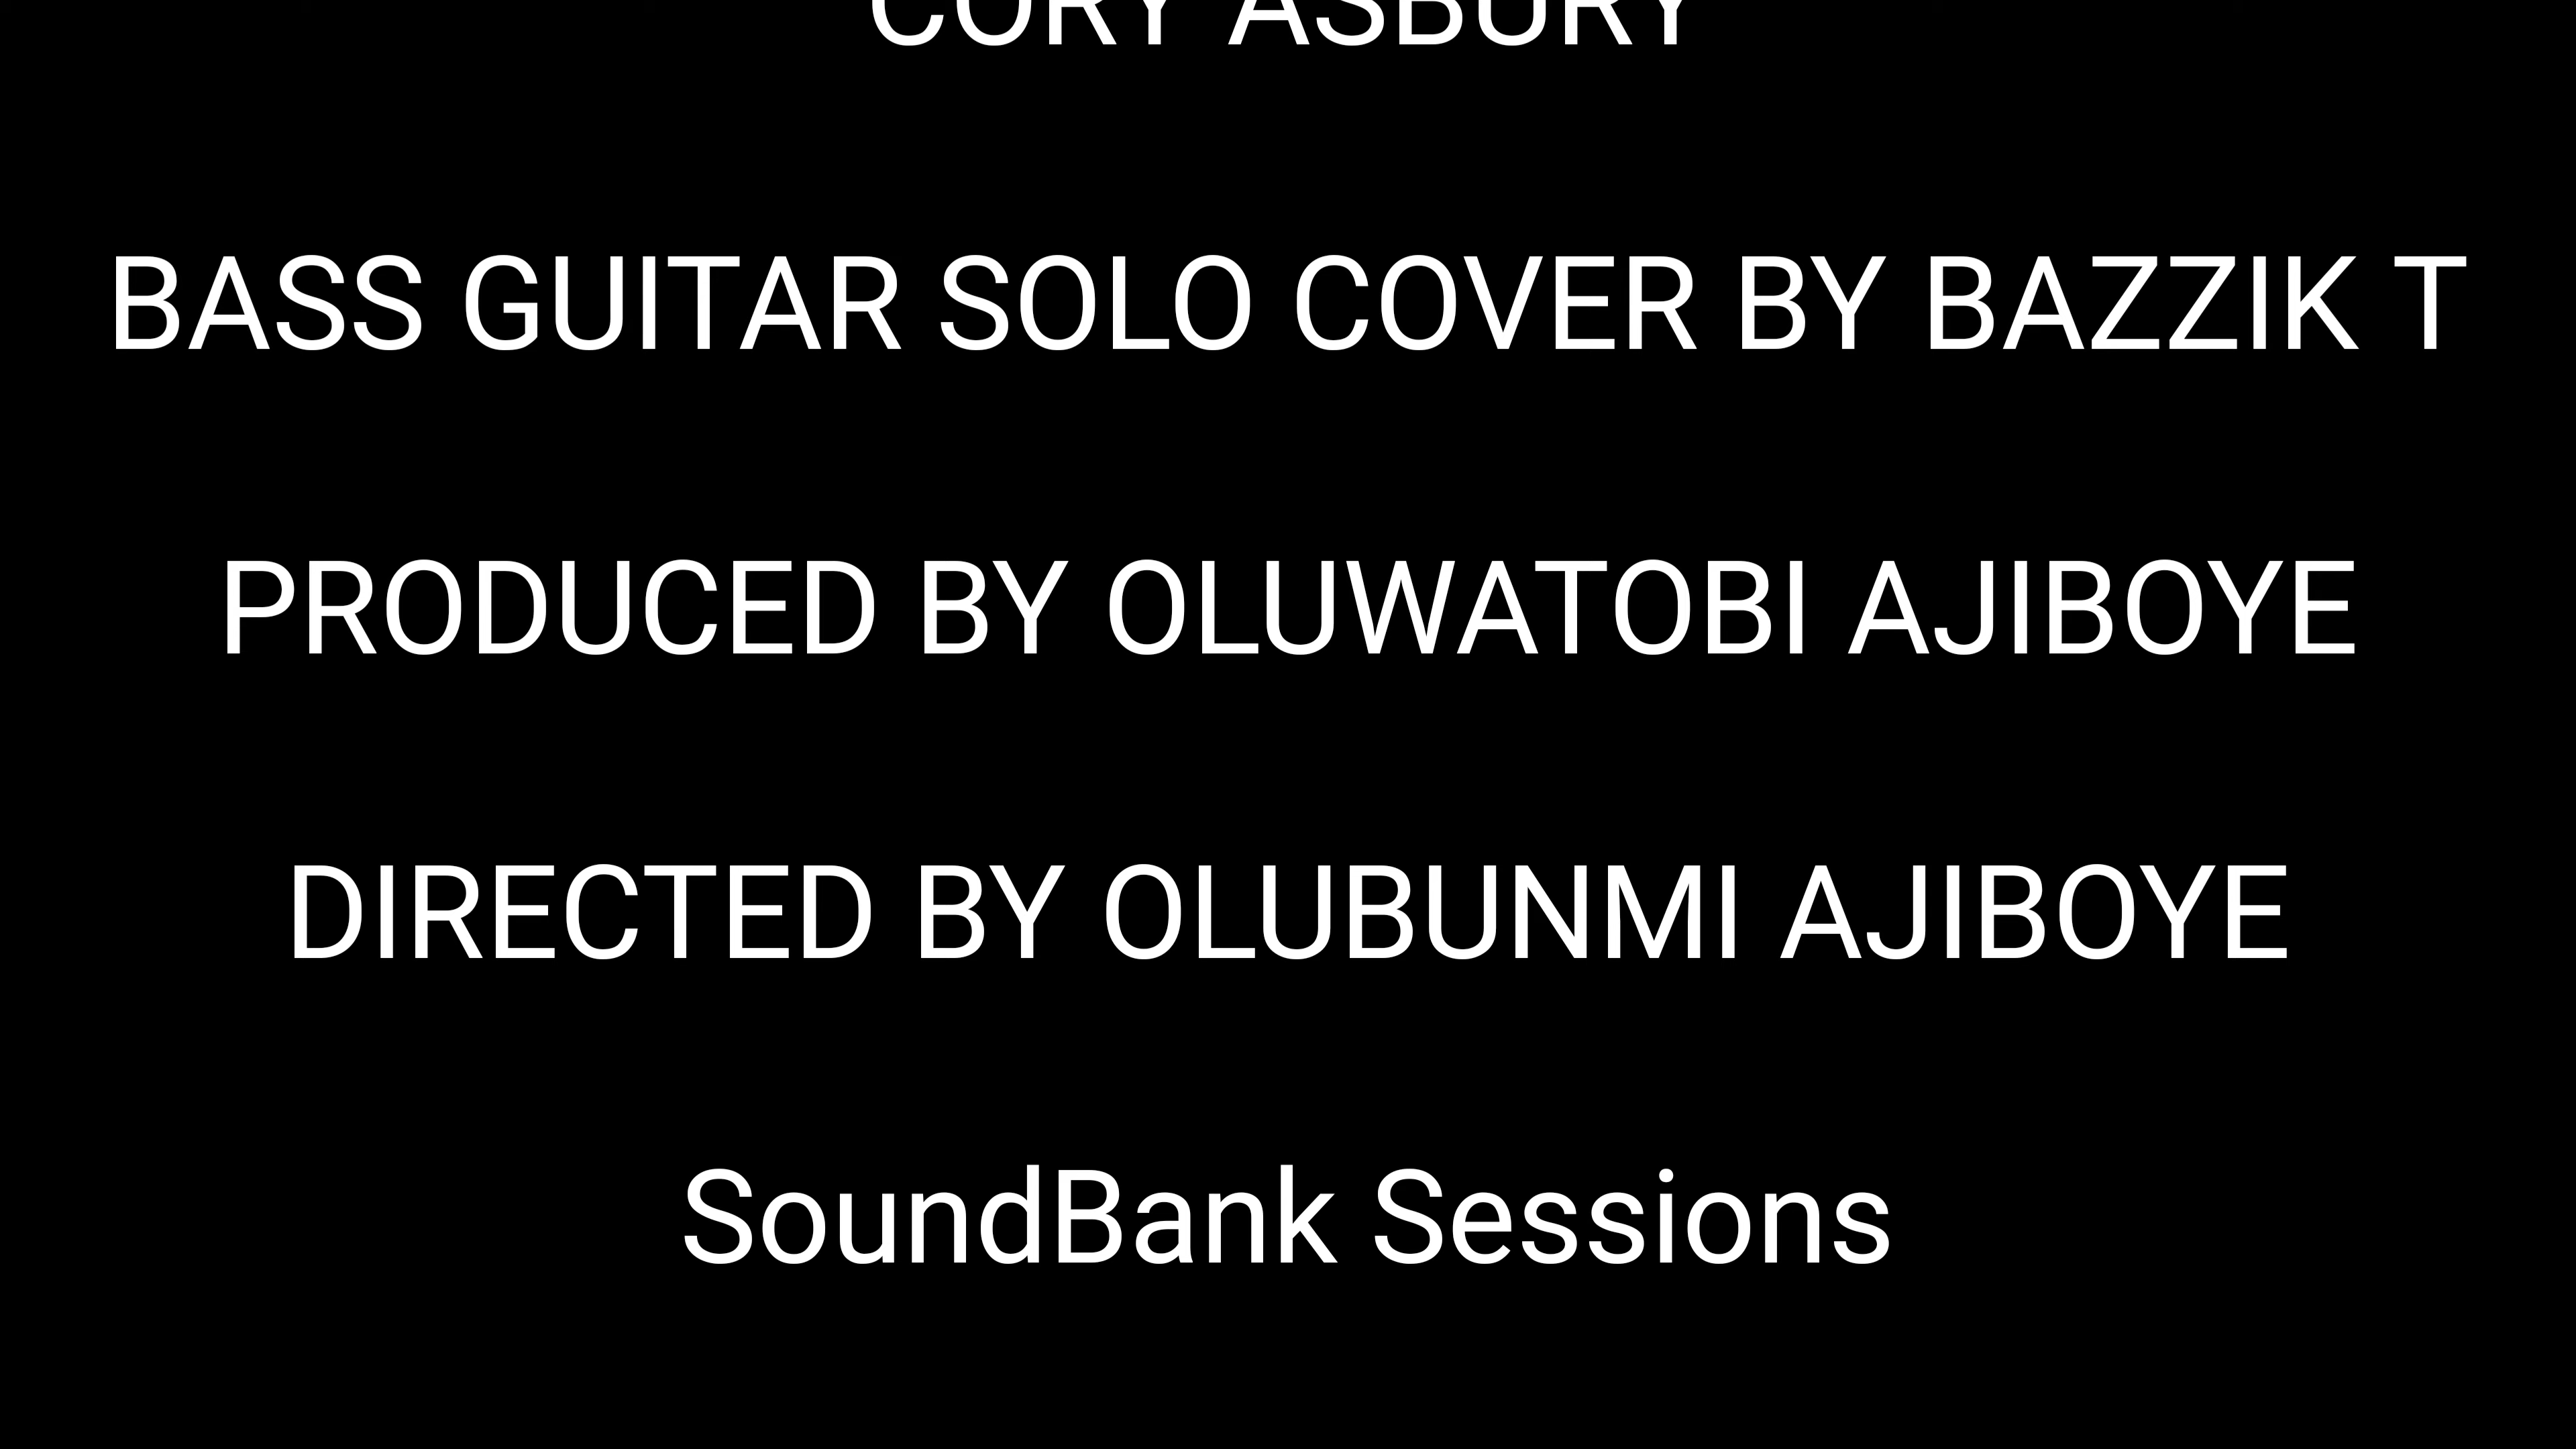 CORY ASBURY
BASS GUITAR SOLO COVER BY BAZZIK T
PRODUCED BY OLUWATOBI AJIBOYE
DIRECTED BY OLUBUNMI AJIBOYE
SoundBank Sessions